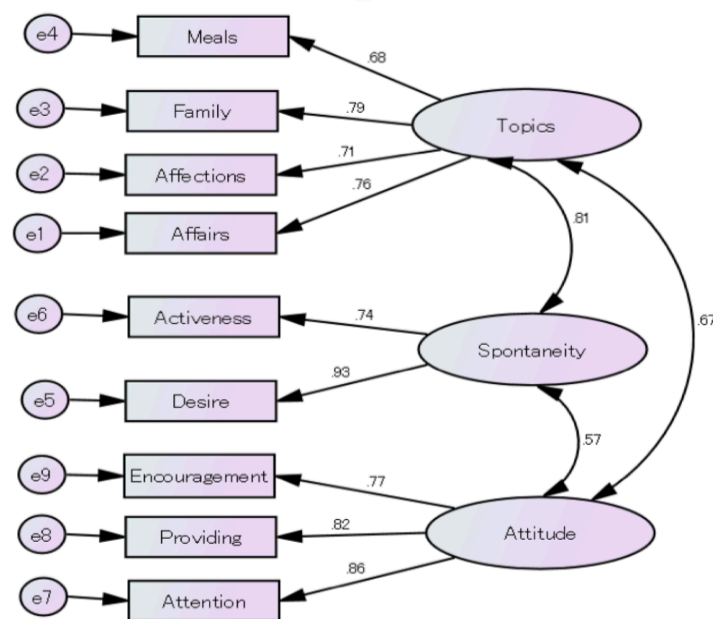 e4
Meals
.68
e3
Family
.79
Topics
e2
Affections
.71
e1
Affairs
.76
.81
.67
e6
Activeness
.74
Spontaneity
e5
Desire
.93
.57
e9
Encouragement
.77
e8
Providing
.82
Attitude
e7
Attention
.86